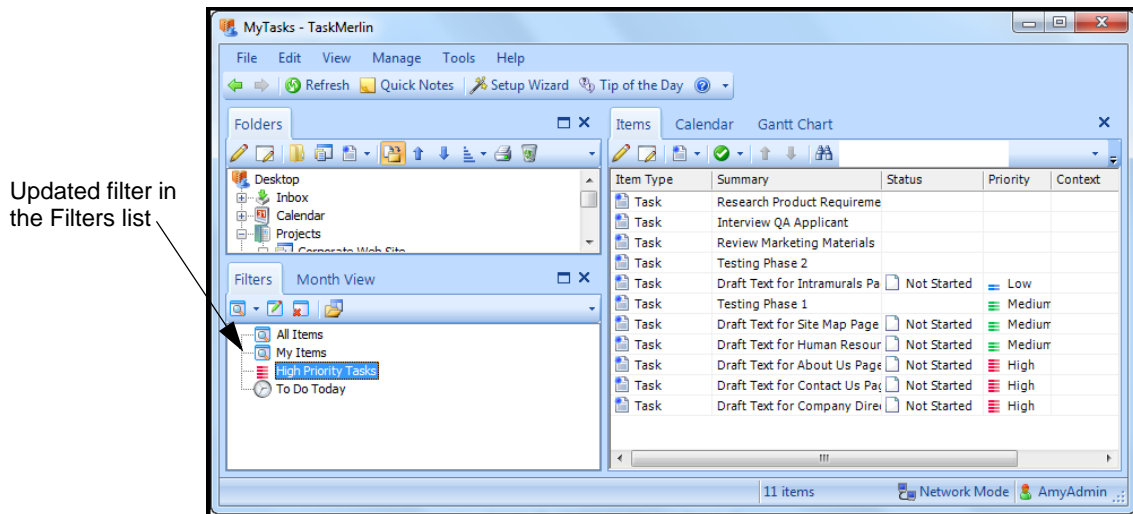 MyTasks - TaskMerlin
File Edit View Manage Tools Help
Refresh Quick Notes Setup Wizard Tip of the Day
Folders
Items Calendar Gantt Chart
Desktop
Inbox
Calendar
Projects
Corporate Web Site
Updated filter in
the Filters list
Filters Month View
All Items
My Items
High Priority Tasks
To Do Today
Item Type Summary Status Priority Context
Task Research Product Requireme
Task Interview QA Applicant
Task Review Marketing Materials
Task Testing Phase 2
Task Draft Text for Intramurals Pa Not Started Low
Task Testing Phase 1 Medium
Task Draft Text for Site Map Page Not Started Medium
Task Draft Text for Human Resour Not Started Medium
Task Draft Text for About Us Page Not Started High
Task Draft Text for Contact Us Pag Not Started High
Task Draft Text for Company Dire Not Started High
11 items Network Mode AmyAdmin